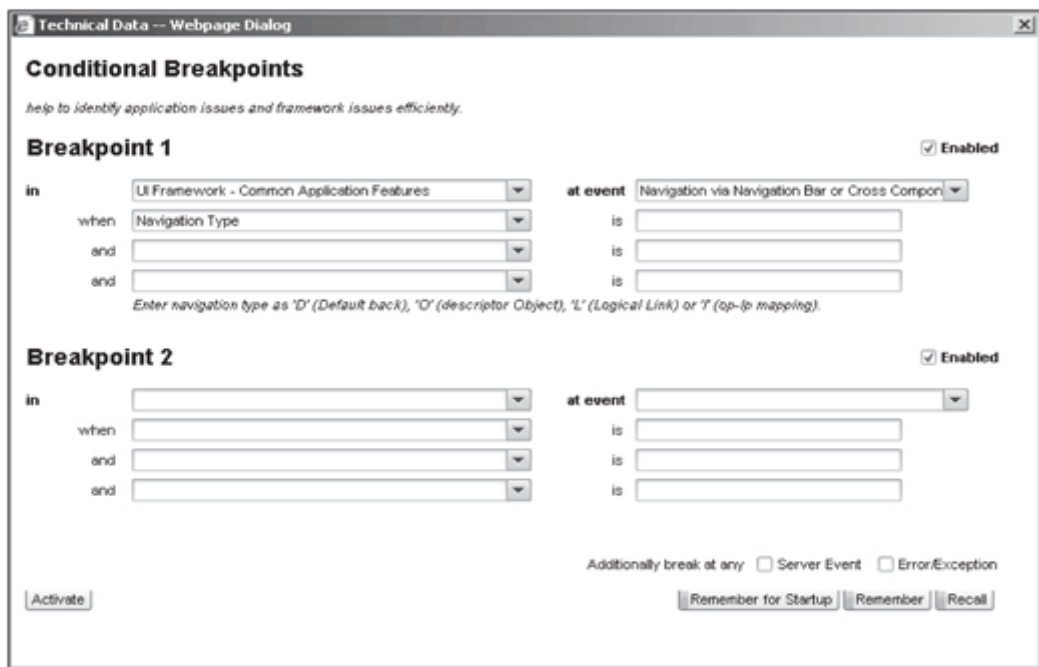 Technical Data -- Webpage Dialog
Conditional Breakpoints
help to identify application issues and framework issues efficiently.
Breakpoint 1 Enabled
in UI Framework - Common Application Features at event Navigation via Navigation Bar or Cross Compon
when Navigation Type is
and is
and is
Enter navigation type as 'D' (Default back), 'O' (descriptor Object), 'L' (Logical Link) or 'I' (op-Ip mapping).
Breakpoint 2 Enabled
in at event
when is
and is
and is
Additionally break at any Server Event Error/Exception
Activate Remember for Startup Remember Recall